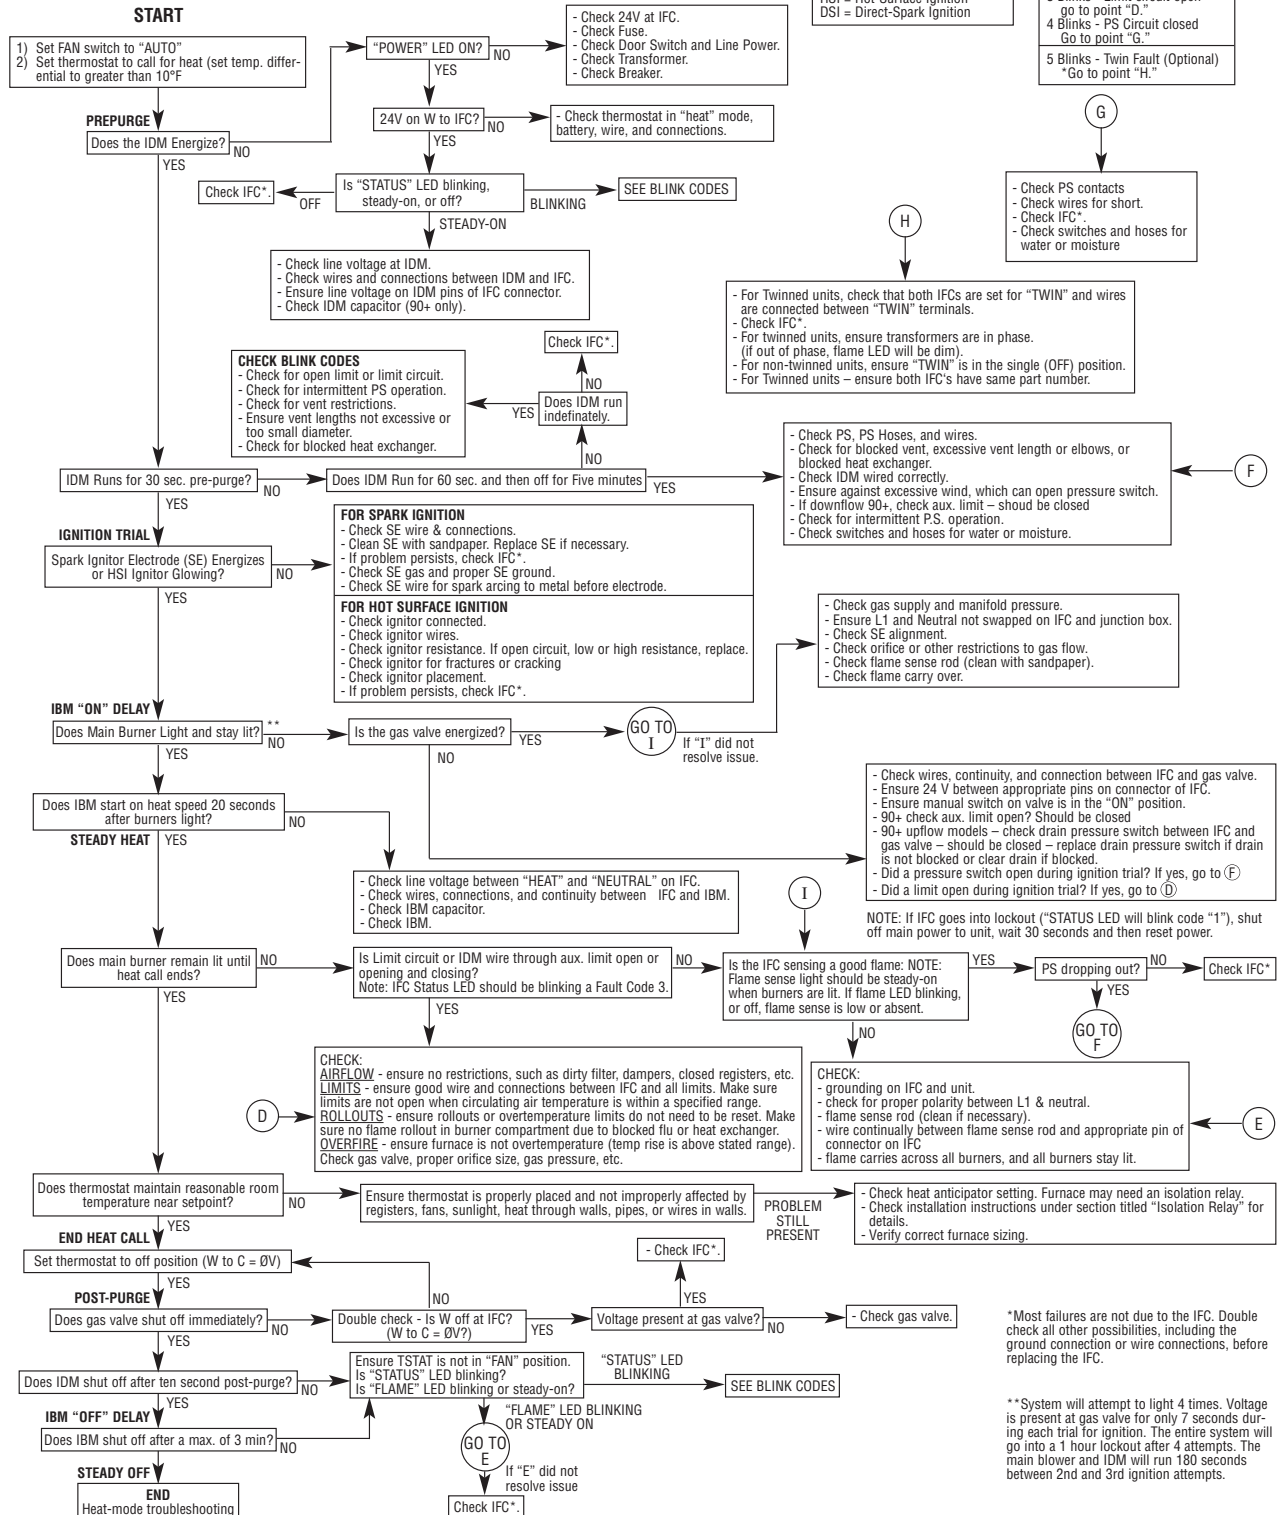 START
1) Set FAN switch to “AUTO”
2) Set thermostat to call for heat (set temp. differ-
ential to greater than 10°F
“POWER” LED ON?
NO
YES
- Check 24V at IFC.
- Check Fuse.
- Check Door Switch and Line Power.
- Check Transformer.
- Check Breaker.
DSI = Direct-Spark Ignition
go to point “D.”
4 Blinks - PS Circuit closed
Go to point “G.”
5 Blinks - Twin Fault (Optional)
*Go to point “H.”
PREPURGE
Does the IDM Energize?
NO
YES
24V on W to IFC?
NO
YES
- Check thermostat in “heat” mode,
battery, wire, and connections.
G
Check IFC*.
OFF
Is “STATUS” LED blinking,
steady-on, or off?
BLINKING
STEADY-ON
SEE BLINK CODES
- Check PS contacts
- Check wires for short.
- Check IFC*.
- Check switches and hoses for
water or moisture
H
- Check line voltage at IDM.
- Check wires and connections between IDM and IFC.
- Ensure line voltage on IDM pins of IFC connector.
- Check IDM capacitor (90+ only).
- For Twinned units, check that both IFCs are set for “TWIN” and wires
are connected between “TWIN” terminals.
- Check IFC*.
- For twinned units, ensure transformers are in phase.
(if out of phase, flame LED will be dim).
- For non-twinned units, ensure “TWIN” is in the single (OFF) position.
- For Twinned units – ensure both IFC's have same part number.
Check IFC*.
NO
CHECK BLINK CODES
- Check for open limit or limit circuit.
- Check for intermittent PS operation.
- Check for vent restrictions.
- Ensure vent lengths not excessive or
too small diameter.
- Check for blocked heat exchanger.
YES
Does IDM run
indefinately.
NO
IDM Runs for 30 sec. pre-purge?
NO
YES
Does IDM Run for 60 sec. and then off for Five minutes
YES
- Check PS, PS Hoses, and wires.
- Check for blocked vent, excessive vent length or elbows, or
blocked heat exchanger.
- Check IDM wired correctly.
- Ensure against excessive wind, which can open pressure switch.
- If downflow 90+, check aux. limit – shoud be closed
- Check for intermittent P.S. operation.
- Check switches and hoses for water or moisture.
F
IGNITION TRIAL
Spark Ignitor Electrode (SE) Energizes
or HSI Ignitor Glowing?
NO
YES
FOR SPARK IGNITION
- Check SE wire & connections.
- Clean SE with sandpaper. Replace SE if necessary.
- If problem persists, check IFC*.
- Check SE gas and proper SE ground.
- Check SE wire for spark arcing to metal before electrode.
FOR HOT SURFACE IGNITION
- Check ignitor connected.
- Check ignitor wires.
- Check ignitor resistance. If open circuit, low or high resistance, replace.
- Check ignitor for fractures or cracking
- Check ignitor placement.
- If problem persists, check IFC*.
- Check gas supply and manifold pressure.
- Ensure L1 and Neutral not swapped on IFC and junction box.
- Check SE alignment.
- Check orifice or other restrictions to gas flow.
- Check flame sense rod (clean with sandpaper).
- Check flame carry over.
IBM “ON” DELAY
Does Main Burner Light and stay lit?
**
NO
YES
Is the gas valve energized?
YES
NO
GO TO
I
If “I” did not
resolve issue.
- Check wires, continuity, and connection between IFC and gas valve.
- Ensure 24 V between appropriate pins on connector of IFC.
- Ensure manual switch on valve is in the “ON” position.
- 90+ check aux. limit open? Should be closed
- 90+ upflow models – check drain pressure switch between IFC and
gas valve – should be closed – replace drain pressure switch if drain
is not blocked or clear drain if blocked.
- Did a pressure switch open during ignition trial? If yes, go to F
- Did a limit open during ignition trial? If yes, go to D
Does IBM start on heat speed 20 seconds
after burners light?
NO
STEADY HEAT
YES
- Check line voltage between “HEAT” and “NEUTRAL” on IFC.
- Check wires, connections, and continuity between IFC and IBM.
- Check IBM capacitor.
- Check IBM.
I
NOTE: If IFC goes into lockout (“STATUS LED will blink code “1”), shut
off main power to unit, wait 30 seconds and then reset power.
Does main burner remain lit until
heat call ends?
NO
YES
Is Limit circuit or IDM wire through aux. limit open or
opening and closing?
Note: IFC Status LED should be blinking a Fault Code 3.
NO
YES
Is the IFC sensing a good flame: NOTE:
Flame sense light should be steady-on
when burners are lit. If flame LED blinking,
or off, flame sense is low or absent.
YES
NO
PS dropping out?
NO
YES
Check IFC*
GO TO
F
D
CHECK:
AIRFLOW - ensure no restrictions, such as dirty filter, dampers, closed registers, etc.
LIMITS - ensure good wire and connections between IFC and all limits. Make sure
limits are not open when circulating air temperature is within a specified range.
ROLLOUTS - ensure rollouts or overtemperature limits do not need to be reset. Make
sure no flame rollout in burner compartment due to blocked flu or heat exchanger.
OVERFIRE - ensure furnace is not overtemperature (temp rise is above stated range).
Check gas valve, proper orifice size, gas pressure, etc.
CHECK:
- grounding on IFC and unit.
- check for proper polarity between L1 & neutral.
- flame sense rod (clean if necessary).
- wire continually between flame sense rod and appropriate pin of
connector on IFC
- flame carries across all burners, and all burners stay lit.
E
Does thermostat maintain reasonable room
temperature near setpoint?
NO
YES
Ensure thermostat is properly placed and not improperly affected by
registers, fans, sunlight, heat through walls, pipes, or wires in walls.
PROBLEM
STILL
PRESENT
- Check heat anticipator setting. Furnace may need an isolation relay.
- Check installation instructions under section titled “Isolation Relay” for
details.
- Verify correct furnace sizing.
END HEAT CALL
Set thermostat to off position (W to C = ØV)
YES
- Check IFC*.
POST-PURGE
Does gas valve shut off immediately?
NO
YES
NO
Double check - Is W off at IFC?
(W to C = ØV?)
YES
YES
Voltage present at gas valve?
NO
- Check gas valve.
*Most failures are not due to the IFC. Double
check all other possibilities, including the
ground connection or wire connections, before
replacing the IFC.
Does IDM shut off after ten second post-purge?
NO
YES
Ensure TSTAT is not in “FAN” position.
Is “STATUS” LED blinking?
Is “FLAME” LED blinking or steady-on?
“STATUS” LED
BLINKING
SEE BLINK CODES
“FLAME” LED BLINKING
OR STEADY ON
IBM “OFF” DELAY
Does IBM shut off after a max. of 3 min?
NO
GO TO
E
If “E” did not
resolve issue
Check IFC*.
**System will attempt to light 4 times. Voltage
is present at gas valve for only 7 seconds dur-
ing each trial for ignition. The entire system will
go into a 1 hour lockout after 4 attempts. The
main blower and IDM will run 180 seconds
between 2nd and 3rd ignition attempts.
STEADY OFF
END
Heat-mode troubleshooting